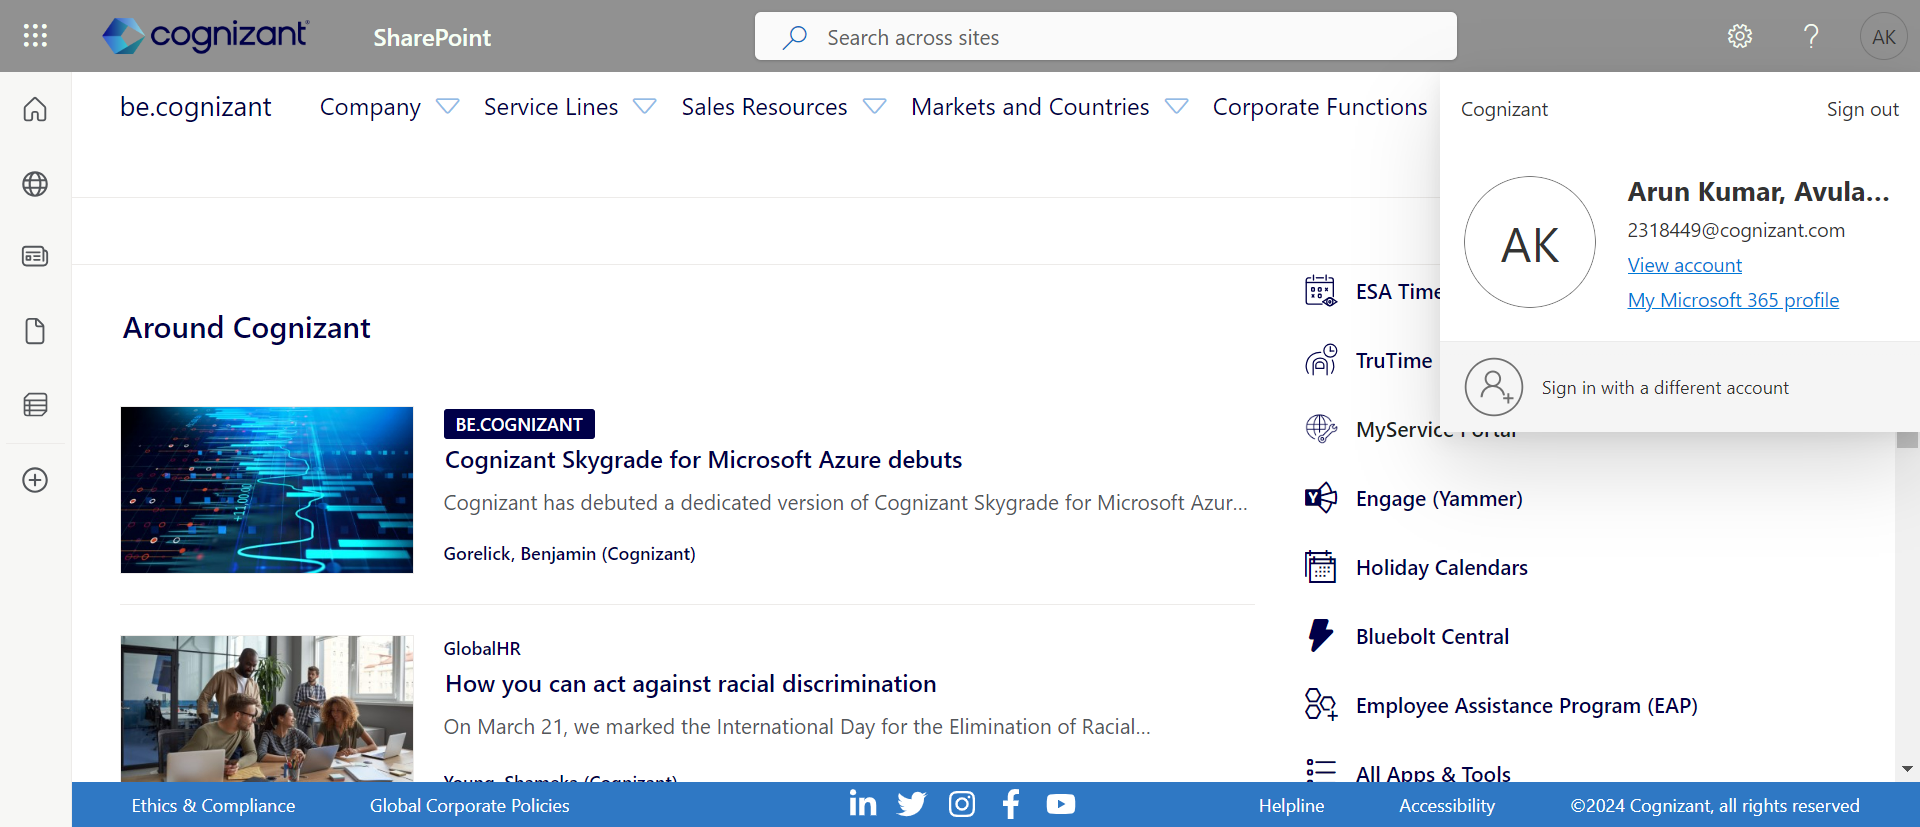 cognizant
SharePoint
Search across sites
AK
be.cognizant
Company
Service Lines
Sales Resources
Markets and Countries
Corporate Functions
Cognizant
Sign out
AK
Arun Kumar, Avula...
2318449@cognizant.com
View account
My Microsoft 365 profile
Sign in with a different account
Around Cognizant
BE.COGNIZANT
Cognizant Skygrade for Microsoft Azure debuts
Cognizant has debuted a dedicated version of Cognizant Skygrade for Microsoft Azur...
Gorelick, Benjamin (Cognizant)
GlobalHR
How you can act against racial discrimination
On March 21, we marked the International Day for the Elimination of Racial...
Young, Shameka (Cognizant)
ESA Time
TruTime
MyService Portal
Engage (Yammer)
Holiday Calendars
Bluebolt Central
Employee Assistance Program (EAP)
All Apps & Tools
Ethics & Compliance
Global Corporate Policies
Helpline
Accessibility
©2024 Cognizant, all rights reserved